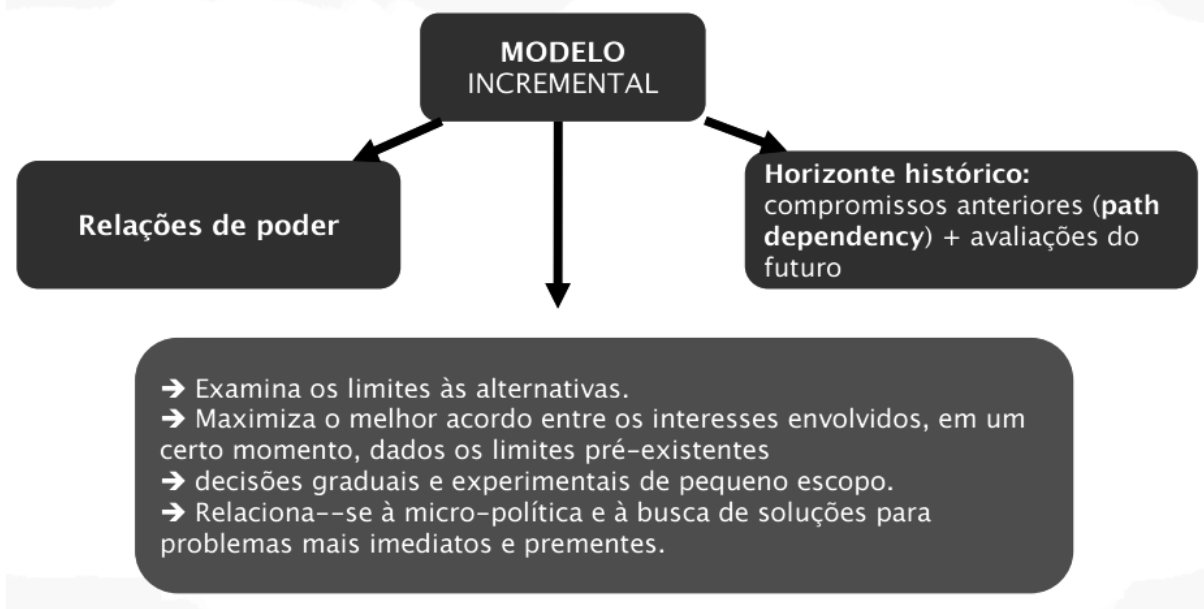 MODELO
INCREMENTAL
Relações de poder
Horizonte histórico:
compromissos anteriores (path
dependency) + avaliações do
futuro
➔ Examina os limites às alternativas.
➔ Maximiza o melhor acordo entre os interesses envolvidos, em um
certo momento, dados os limites pré-existentes
➔ decisões graduais e experimentais de pequeno escopo.
➔ Relaciona--se à micro-política e à busca de soluções para
problemas mais imediatos e prementes.